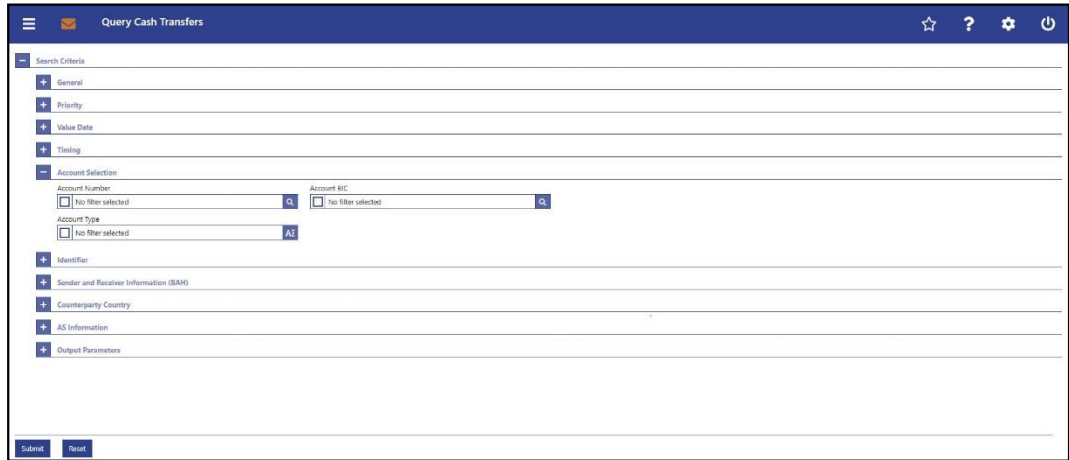 Query Cash Transfers
?
Search Criteria
General
Priority
Value Date
Timing
Account Selection
Account Number Account BIC
No filter selected No filter selected
Account Type
No filter selected AI
Identifier
Sender and Receiver Information (BAH)
Counterparty Country
AS Information
Output Parameters
Submit Reset